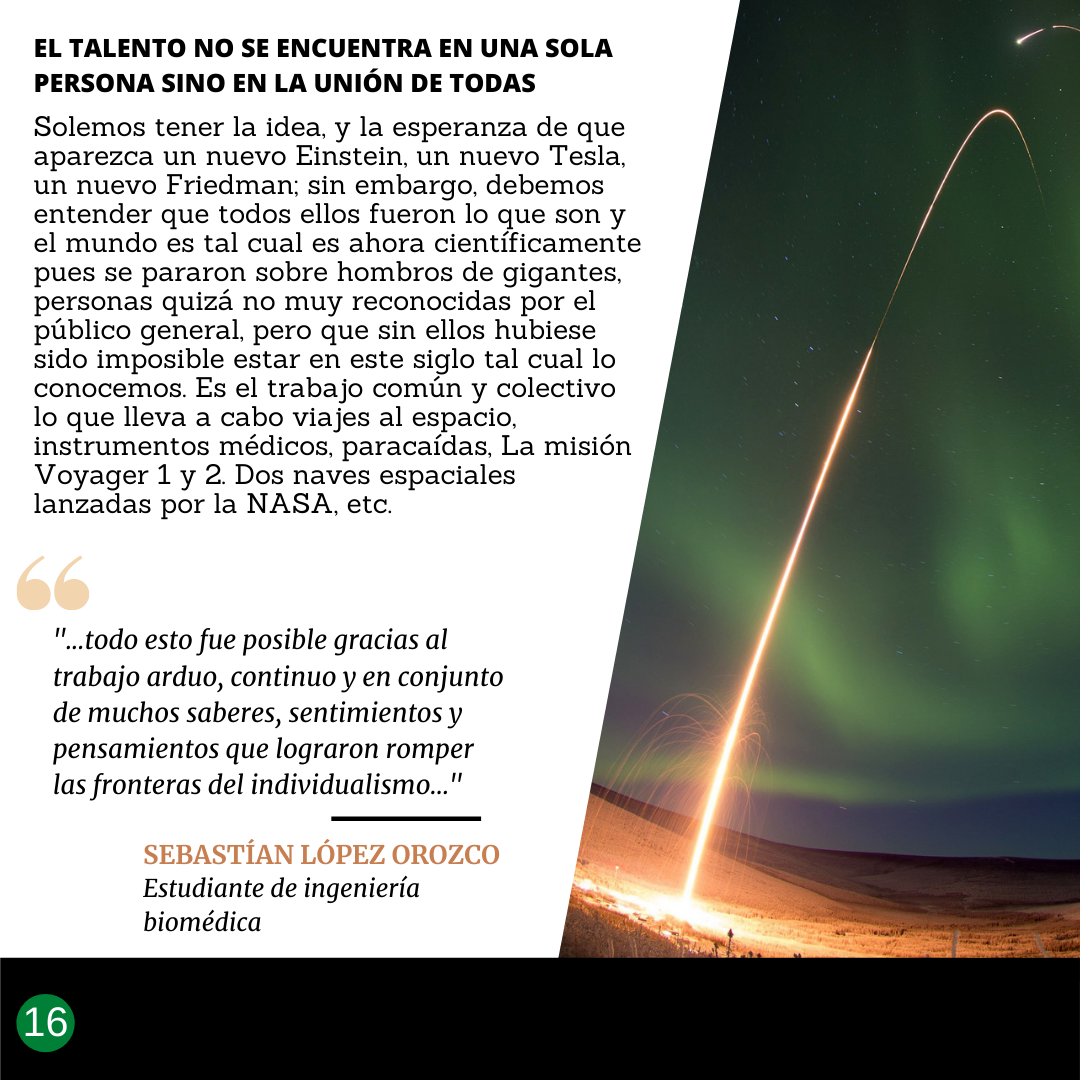 EL TALENTO NO SE ENCUENTRA EN UNA SOLA
PERSONA SINO EN LA UNIÓN DE TODAS
Solemos tener la idea, y la esperanza de que
aparezca un nuevo Einstein, un nuevo Tesla,
un nuevo Friedman; sin embargo, debemos
entender que todos ellos fueron lo que son y
el mundo es tal cual es ahora científicamente
pues se pararon sobre hombros de gigantes,
personas quizá no muy reconocidas por el
público general, pero que sin ellos hubiese
sido imposible estar en este siglo tal cual lo
conocemos. Es el trabajo común y colectivo
lo que lleva a cabo viajes al espacio,
instrumentos médicos, paracaídas, La misión
Voyager 1 y 2. Dos naves espaciales
lanzadas por la NASA, etc.
"...todo esto fue posible gracias al
trabajo arduo, continuo y en conjunto
de muchos saberes, sentimientos y
pensamientos que lograron romper
las fronteras del individualismo..."
SEBASTÍAN LÓPEZ OROZCO
Estudiante de ingeniería
biomédica
16